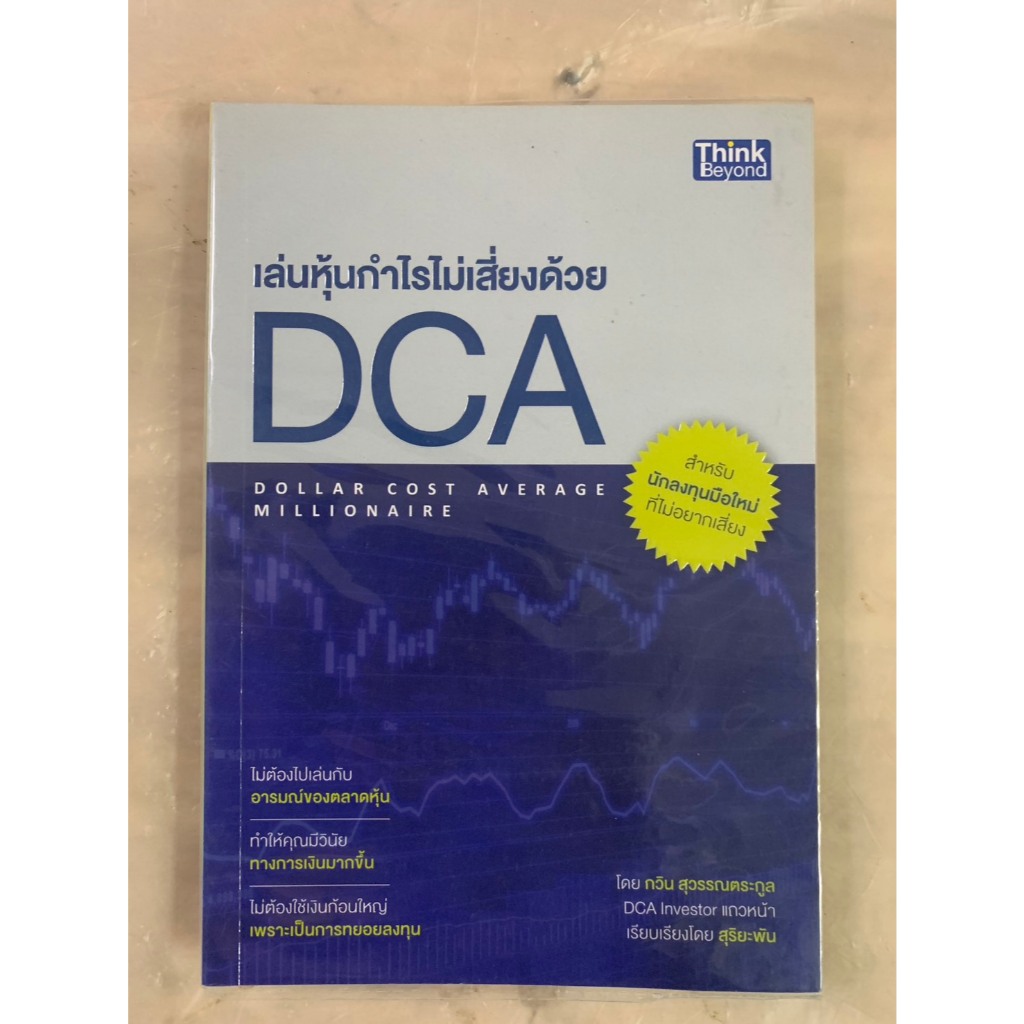 Think
Beyond
เล่นหุ้นกำไรไม่เสี่ยงด้วย
DCA
DOLLAR COST AVERAGE
MILLIONAIRE
สำหรับ
นักลงทุนมือใหม่
ที่ไม่อยากเสี่ยง
ไม่ต้องไปเล่นกับ
อารมณ์ของตลาดหุ้น
ทำให้คุณมีวินัย
ทางการเงินมากขึ้น
ไม่ต้องใช้เงินก้อนใหญ่
เพราะเป็นการทยอยลงทุน
โดย กวิน สุวรรณตระกูล
DCA Investor แถวหน้า
เรียบเรียงโดย สุริยะพัน